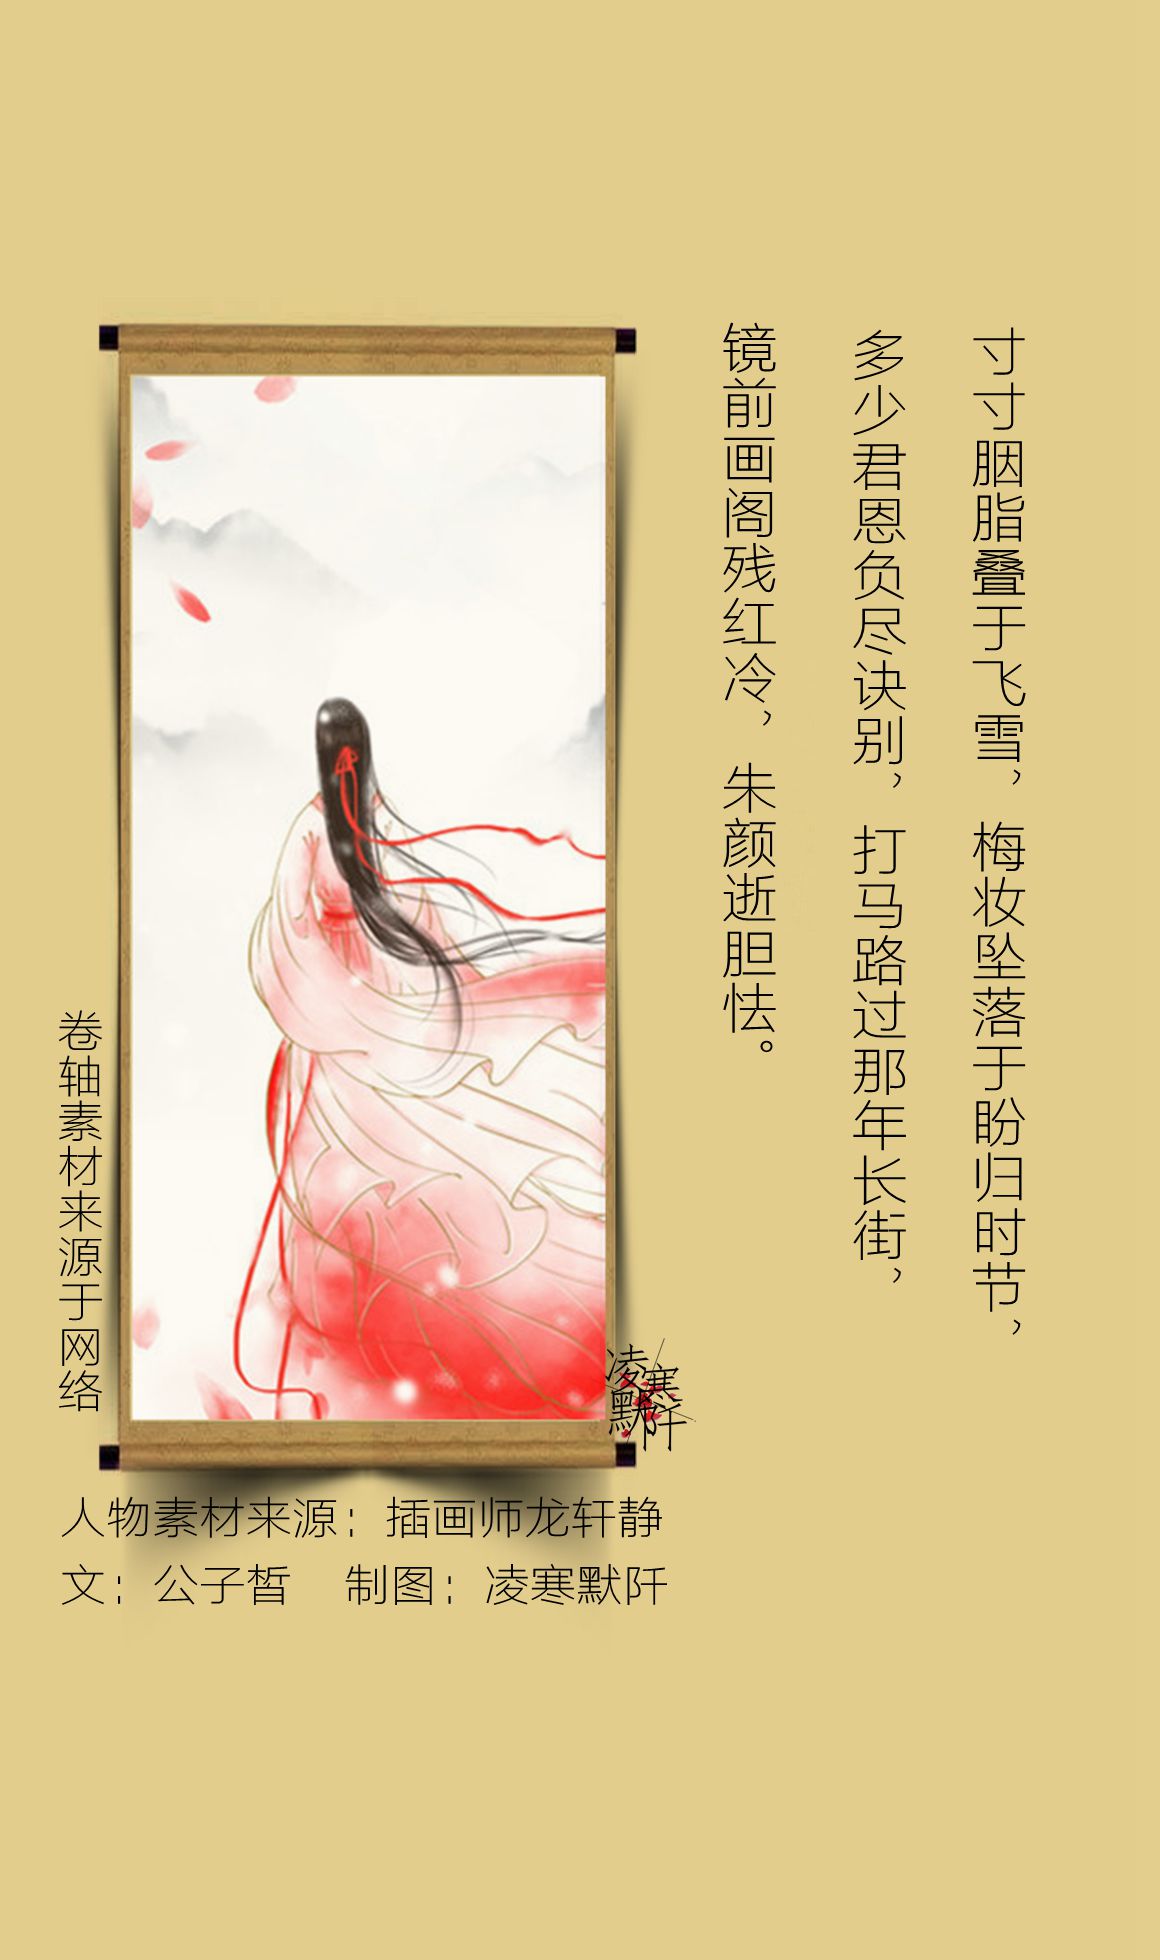 寸寸胭脂叠于飞雪，梅妆坠落于盼归时节，
多少君恩负尽诀别，打马路过那年长街，
镜前画阁残红冷，朱颜逝胆怯。
卷轴素材来源于网络
凌寒
默阡
人物素材来源：插画师龙轩静
文：公子皙 制图：凌寒默阡